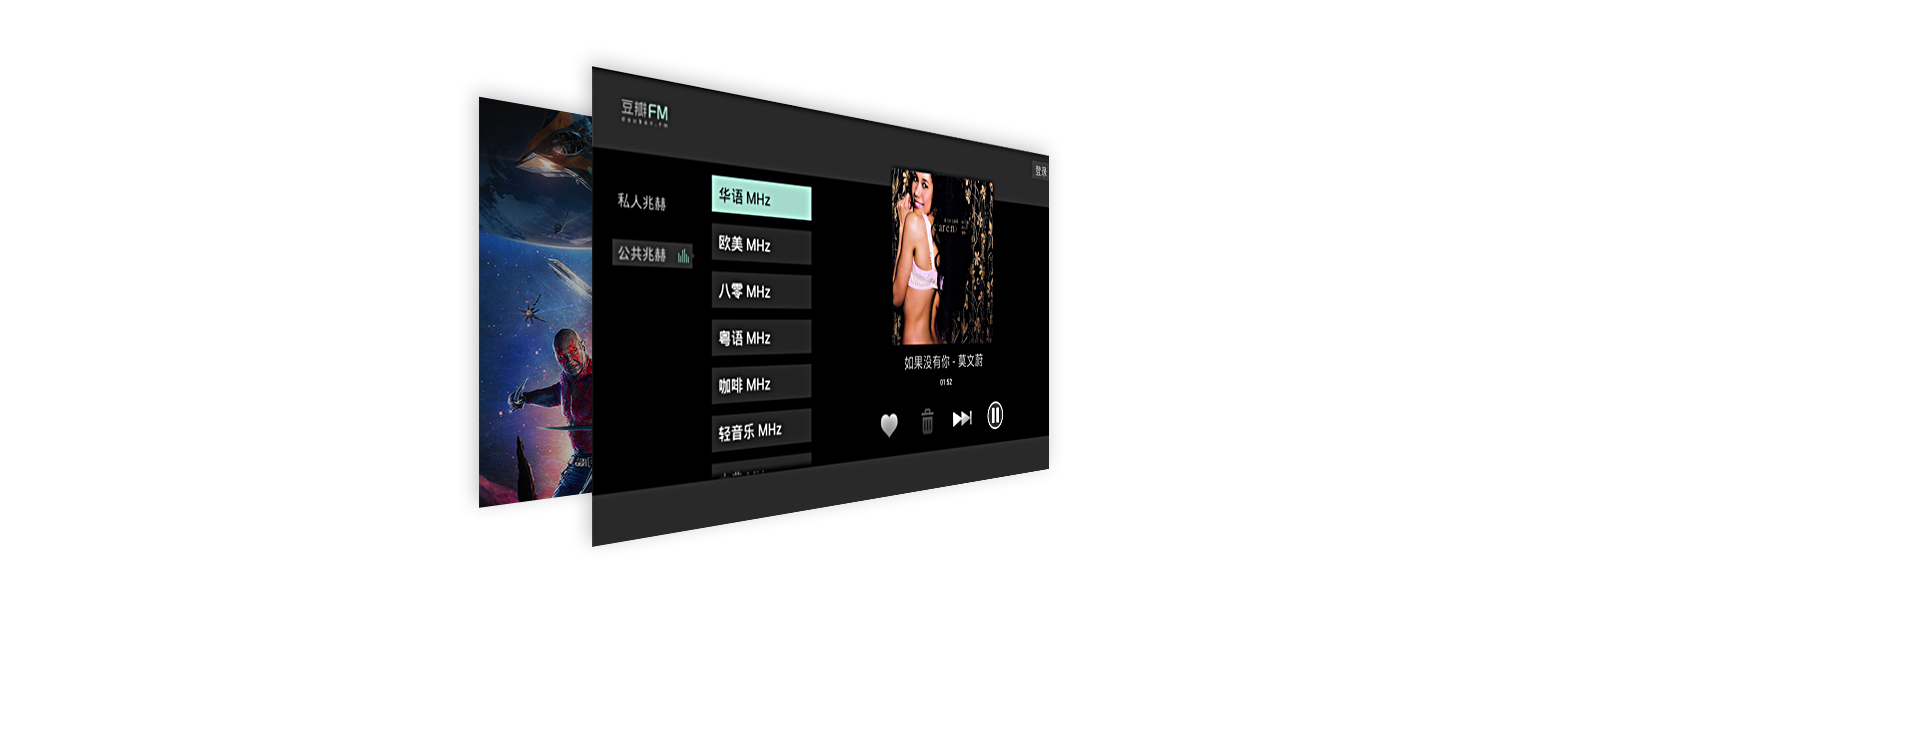 豆瓣FM
douban.fm
登录
私人兆赫
公共兆赫
华语 MHz
欧美 MHz
八零 MHz
粤语 MHz
咖啡 MHz
轻音乐 MHz
aren
如果没有你 - 莫文蔚
01:52